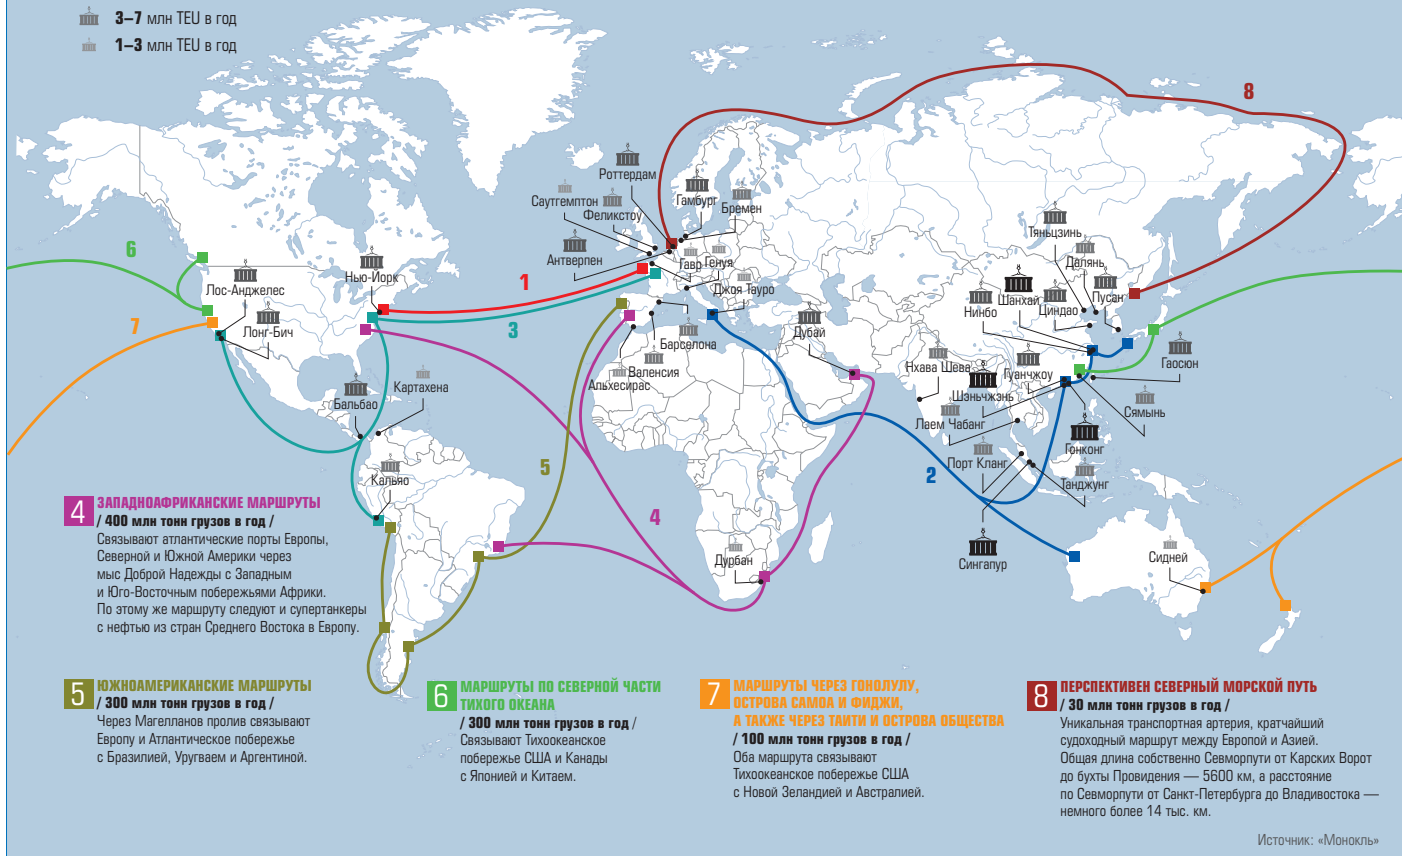 3–7 млн TEU в год
1–3 млн TEU в год
8
Роттердам
Саутгемптон
Феликстоу
Гамбург
Бремен
Антверпен
Гавр
Генуя
Джоя Тауро
6
Лос-Анджелес
Нью-Йорк
1
7
Лонг-Бич
3
Барселона
Валенсия
Альхесирас
Дубай
Тяньцзинь
Далянь
Шанхай
Пусан
Нинбо
Циндао
Нхава Шева
Гуанчжоу
Гаосюн
Шэньчжэнь
Лаем Чабанг
Сямынь
Картахена
Бальбао
Гонконг
Порт Кланг
Танджунг
5
2
Кальяо
4
Дурбан
Сингапур
Сидней
4 ЗАПАДНОАФРИКАНСКИЕ МАРШРУТЫ
/ 400 млн тонн грузов в год /
Связывают атлантические порты Европы,
Северной и Южной Америки через
мыс Доброй Надежды с Западным
и Юго-Восточным побережьями Африки.
По этому же маршруту следуют и супертанкеры
с нефтью из стран Среднего Востока в Европу.
5 ЮЖНОАМЕРИКАНСКИЕ МАРШРУТЫ
/ 300 млн тонн грузов в год /
Через Магелланов пролив связывают
Европу и Атлантическое побережье
с Бразилией, Уругваем и Аргентиной.
6 МАРШРУТЫ ПО СЕВЕРНОЙ ЧАСТИ
ТИХОГО ОКЕАНА
/ 300 млн тонн грузов в год /
Связывают Тихоокеанское
побережье США и Канады
с Японией и Китаем.
7 МАРШРУТЫ ЧЕРЕЗ ГОНОЛУЛУ,
ОСТРОВА САМОА И ФИДЖИ,
А ТАКЖЕ ЧЕРЕЗ ТАИТИ И ОСТРОВА ОБЩЕСТВА
/ 100 млн тонн грузов в год /
Оба маршрута связывают
Тихоокеанское побережье США
с Новой Зеландией и Австралией.
8 ПЕРСПЕКТИВЕН СЕВЕРНЫЙ МОРСКОЙ ПУТЬ
/ 30 млн тонн грузов в год /
Уникальная транспортная артерия, кратчайший
судоходный маршрут между Европой и Азией.
Общая длина собственно Севморпути от Карских Ворот
до бухты Провидения — 5600 км, а расстояние
по Севморпути от Санкт-Петербурга до Владивостока —
немного более 14 тыс. км.
Источник: «Монокль»